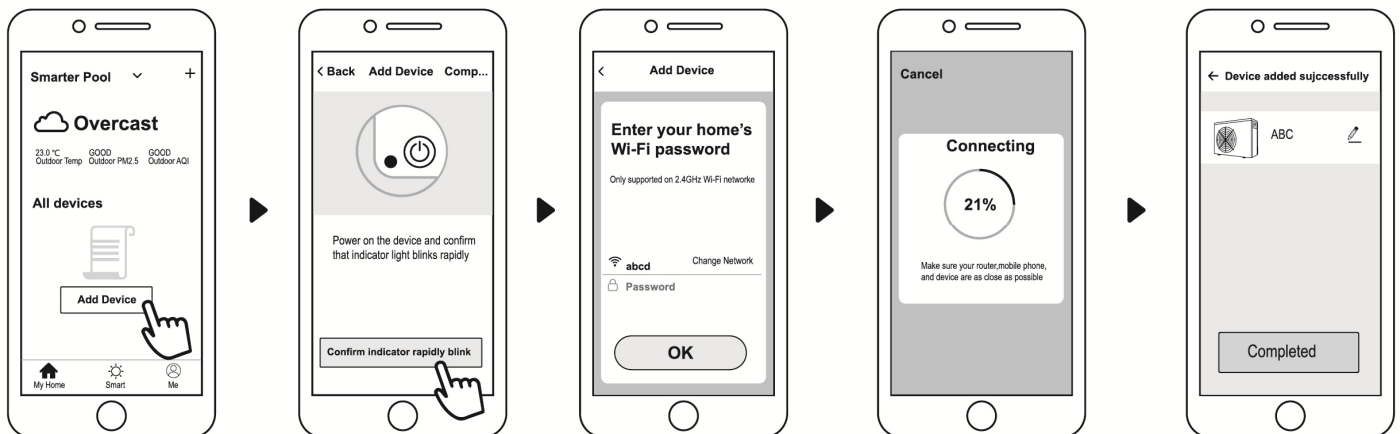 Smarter Pool
+
Overcast
23.0 °C GOOD GOOD
Outdoor Temp Outdoor PM2.5 Outdoor AQI
All devices
Add Device
My Home Smart Me
< Back Add Device Comp...
Power on the device and confirm
that indicator light blinks rapidly
Confirm indicator rapidly blink
< Add Device
Enter your home's
Wi-Fi password
Only supported on 2.4GHz Wi-Fi networke
abcd Change Network
Password
OK
Cancel
Connecting
21%
Make sure your router,mobile phone,
and device are as close as possible
← Device added sujccessfully
ABC
Completed